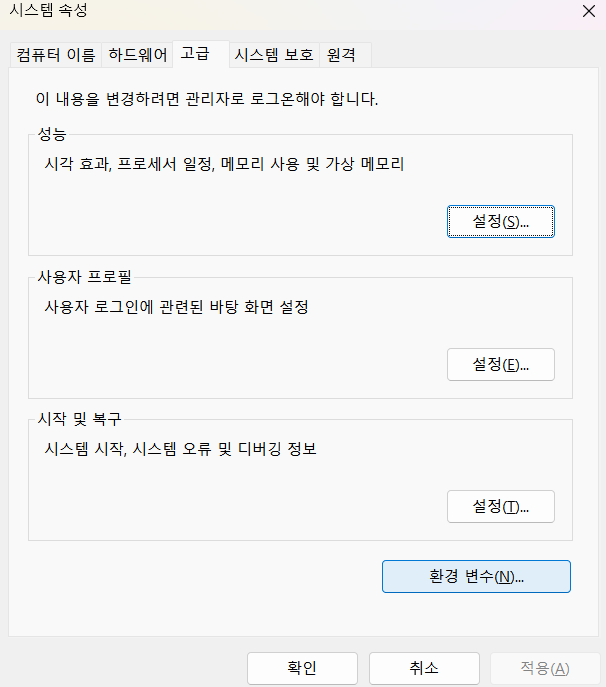 시스템 속성
컴퓨터 이름 하드웨어 고급 시스템 보호 원격
이 내용을 변경하려면 관리자로 로그온해야 합니다.
성능
시각 효과, 프로세서 일정, 메모리 사용 및 가상 메모리
설정(S)...
사용자 프로필
사용자 로그인에 관련된 바탕 화면 설정
설정(E)...
시작 및 복구
시스템 시작, 시스템 오류 및 디버깅 정보
설정(T)...
환경 변수(N)...
확인 취소 적용(A)